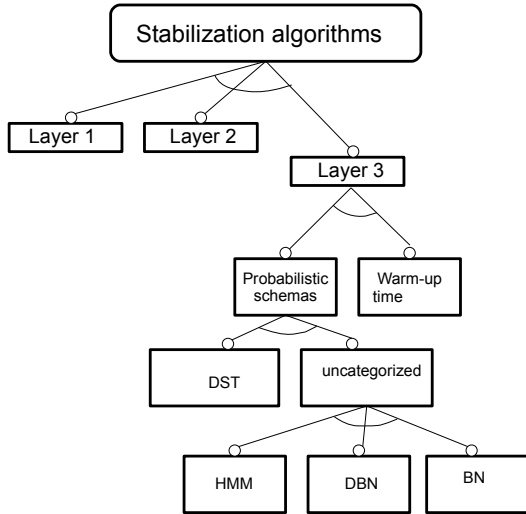 Stabilization algorithms
Layer 1
Layer 2
Layer 3
Probabilistic
schemas
Warm-up
time
DST
uncategorized
HMM
DBN
BN